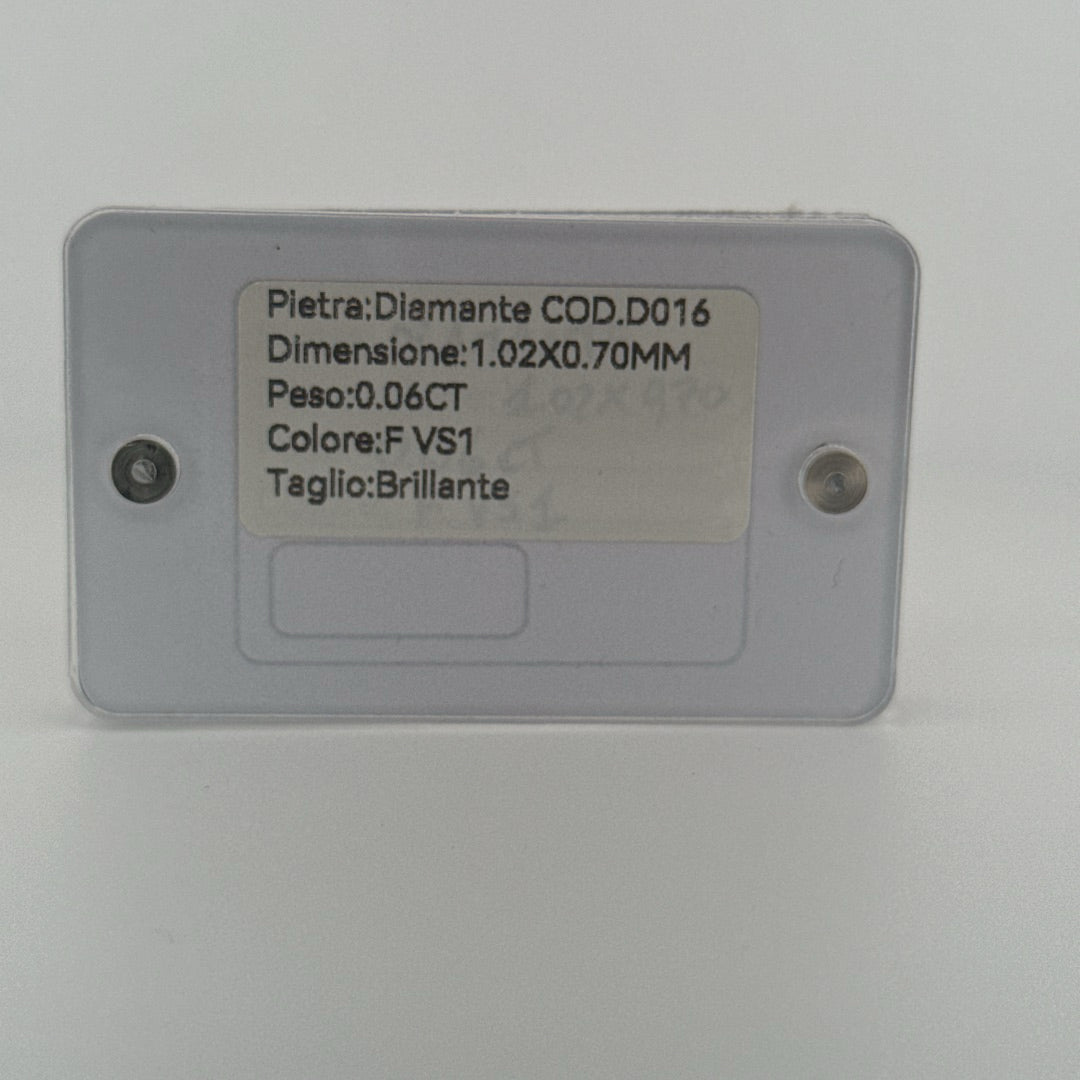 Pietra:Diamante COD.D016
Dimensione:1.02X0.70MM
Peso:0.06CT
Colore:F VS1
Taglio:Brillante